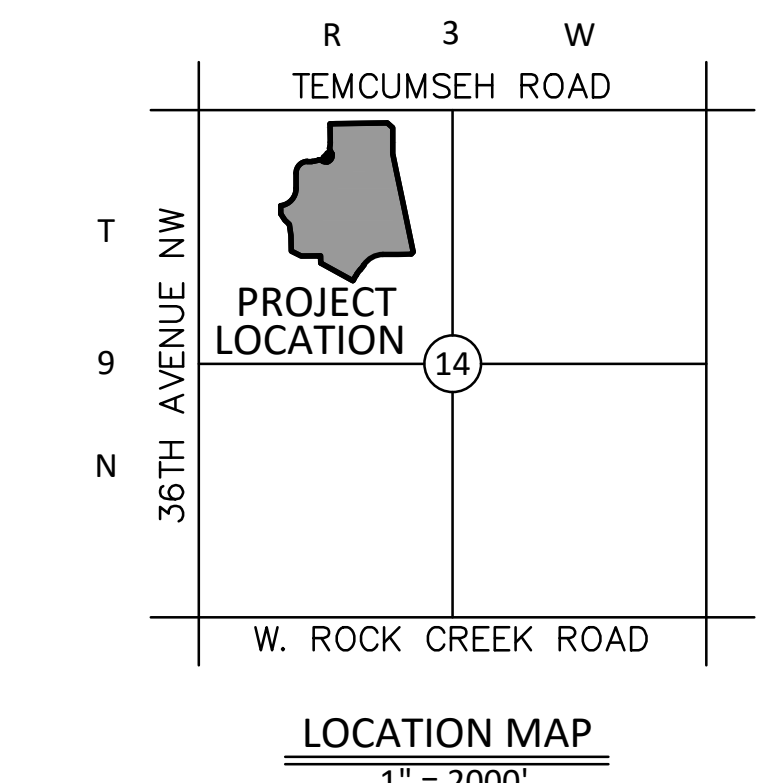 R 3 W
TEMCUMSEH ROAD
T
9
N
36TH AVENUE NW
PROJECT
LOCATION
14
W. ROCK CREEK ROAD
LOCATION MAP
1" = 2000'